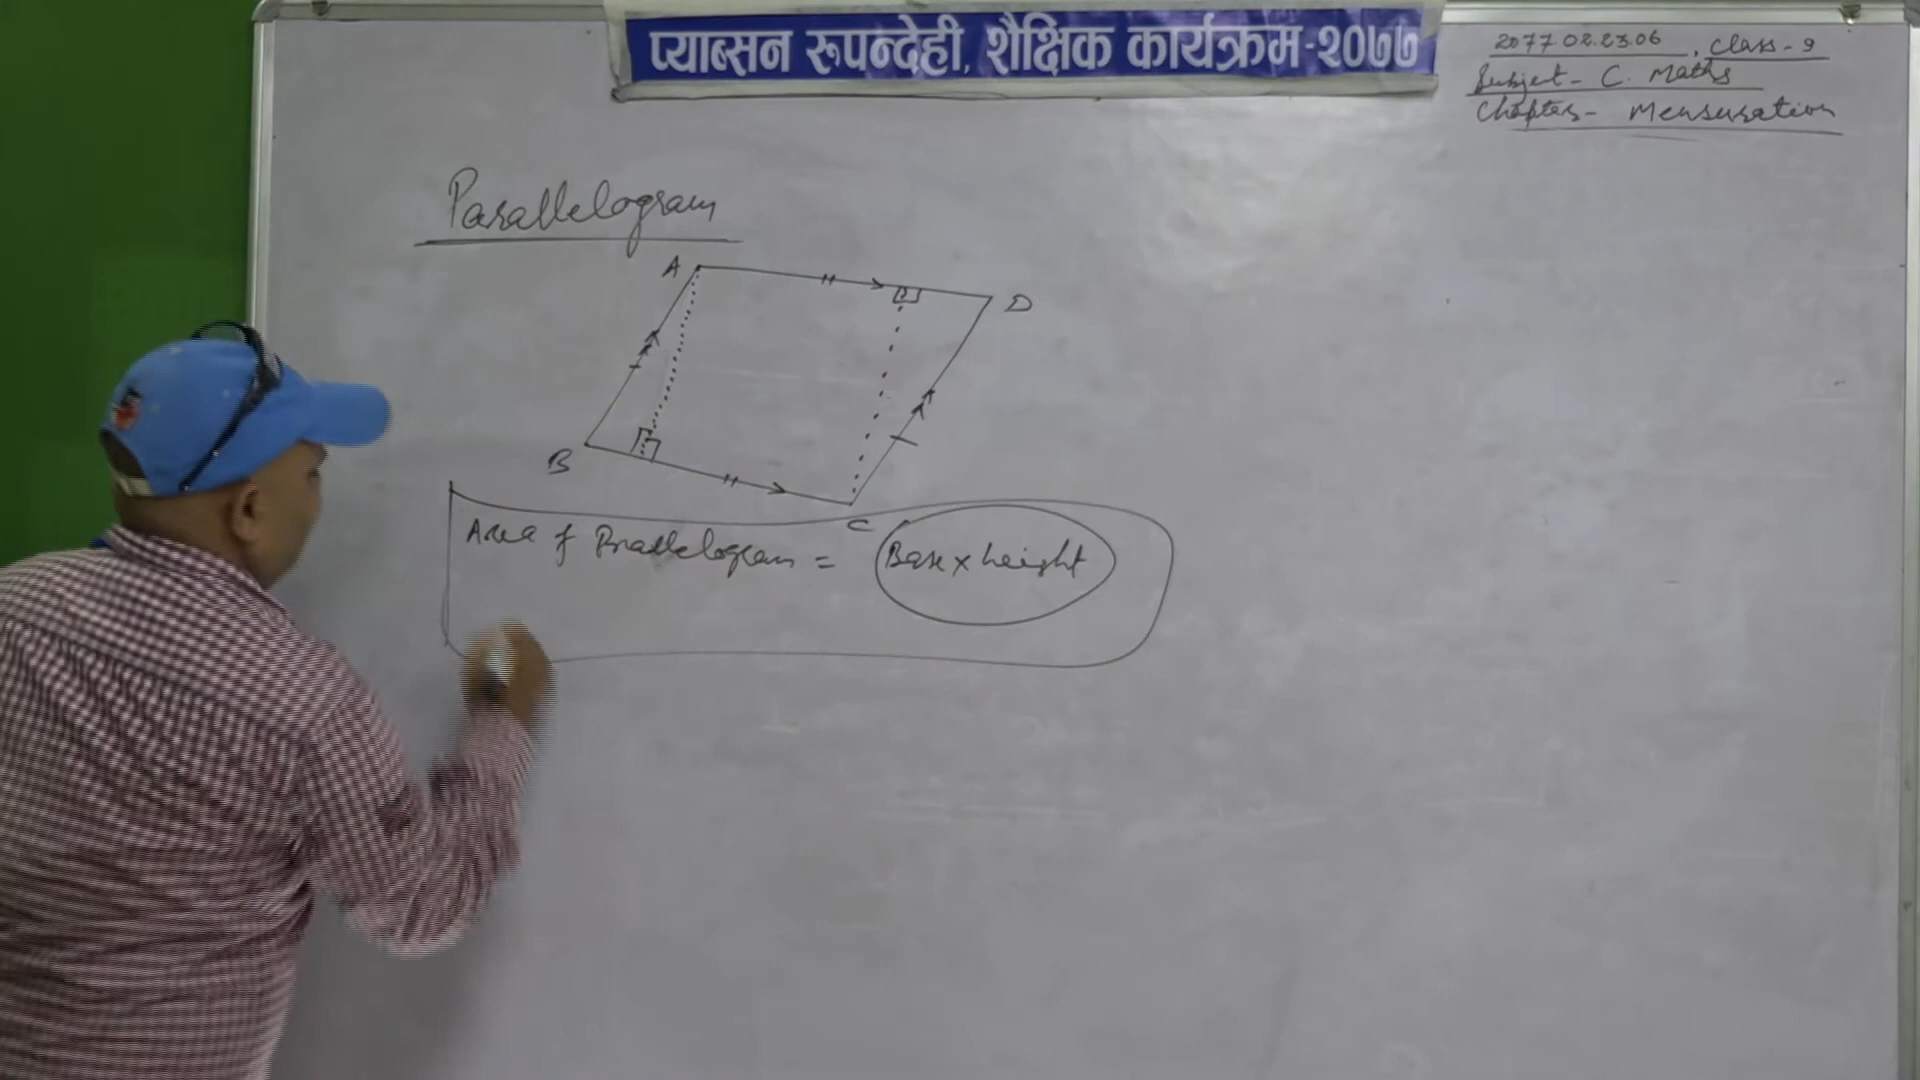 प्याब्सन रूपन्देही, शैक्षिक कार्यक्रम-२०७७
2077.02.23.06, Class-9
Subject- C. Maths
Chapter- Mensuration
Parallelogram
A
D
B
C
Area of Parallelogram = Base x height